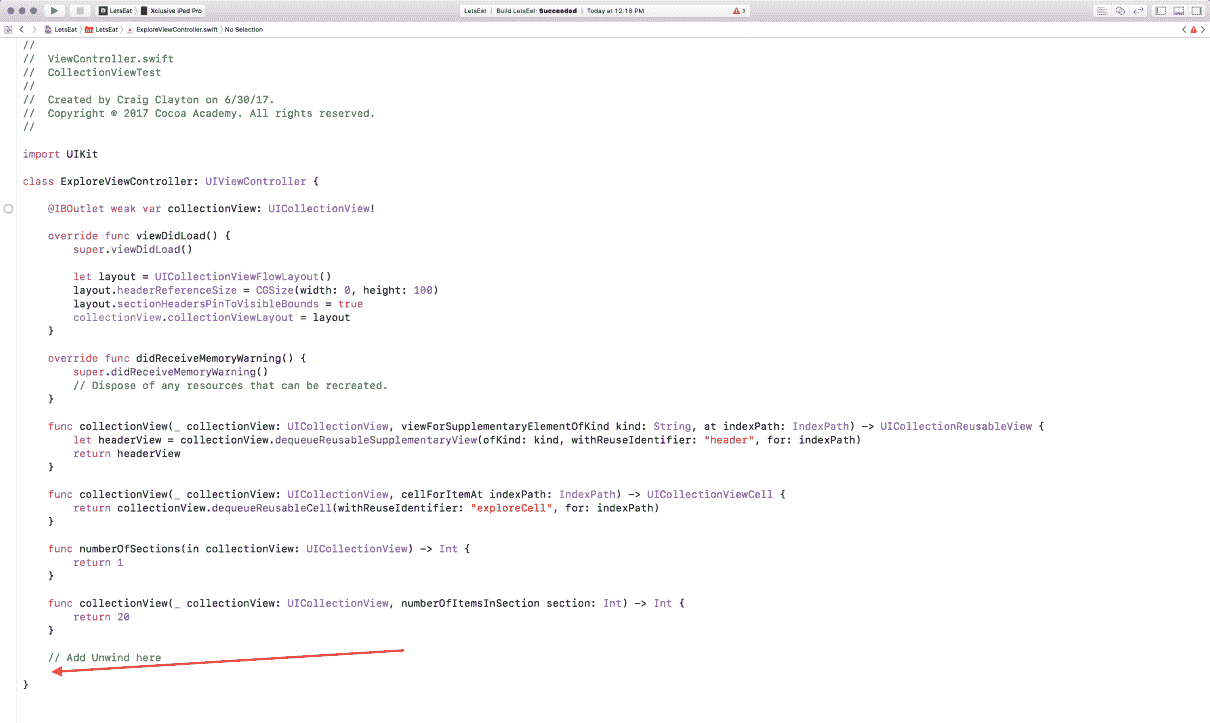 LetsEat 〉 Xclusive iPad Pro
LetsEat | Build LetsEat: Succeeded | Today at 12:18 PM
3
LetsEat 〉 LetsEat 〉 ExploreViewController.swift 〉 No Selection
//
//  ViewController.swift
//  CollectionViewTest
//
//  Created by Craig Clayton on 6/30/17.
//  Copyright © 2017 Cocoa Academy. All rights reserved.
//
import UIKit
class ExploreViewController: UIViewController {
    @IBOutlet weak var collectionView: UICollectionView!
    override func viewDidLoad() {
        super.viewDidLoad()
        let layout = UICollectionViewFlowLayout()
        layout.headerReferenceSize = CGSize(width: 0, height: 100)
        layout.sectionHeadersPinToVisibleBounds = true
        collectionView.collectionViewLayout = layout
    }
    override func didReceiveMemoryWarning() {
        super.didReceiveMemoryWarning()
        // Dispose of any resources that can be recreated.
    }
    func collectionView(_ collectionView: UICollectionView, viewForSupplementaryElementOfKind kind: String, at indexPath: IndexPath) -> UICollectionReusableView {
        let headerView = collectionView.dequeueReusableSupplementaryView(ofKind: kind, withReuseIdentifier: "header", for: indexPath)
        return headerView
    }
    func collectionView(_ collectionView: UICollectionView, cellForItemAt indexPath: IndexPath) -> UICollectionViewCell {
        return collectionView.dequeueReusableCell(withReuseIdentifier: "exploreCell", for: indexPath)
    }
    func numberOfSections(in collectionView: UICollectionView) -> Int {
        return 1
    }
    func collectionView(_ collectionView: UICollectionView, numberOfItemsInSection section: Int) -> Int {
        return 20
    }
    // Add Unwind here
}